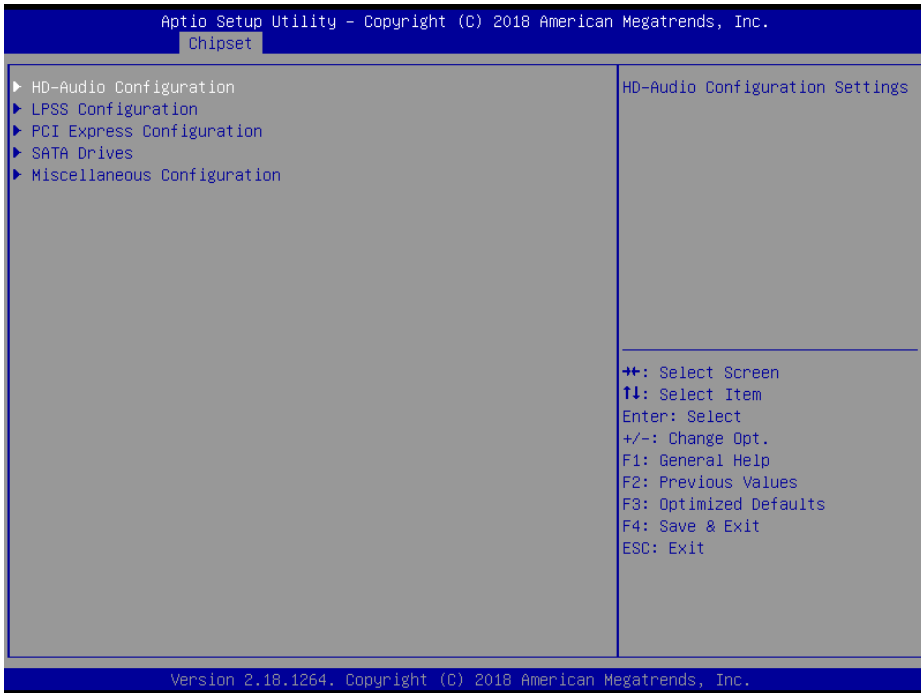 Aptio Setup Utility – Copyright (C) 2018 American Megatrends, Inc.
Chipset
▶ HD-Audio Configuration
▶ LPSS Configuration
▶ PCI Express Configuration
▶ SATA Drives
▶ Miscellaneous Configuration
HD-Audio Configuration Settings
→←: Select Screen
↑↓: Select Item
Enter: Select
+/-: Change Opt.
F1: General Help
F2: Previous Values
F3: Optimized Defaults
F4: Save & Exit
ESC: Exit
Version 2.18.1264. Copyright (C) 2018 American Megatrends, Inc.